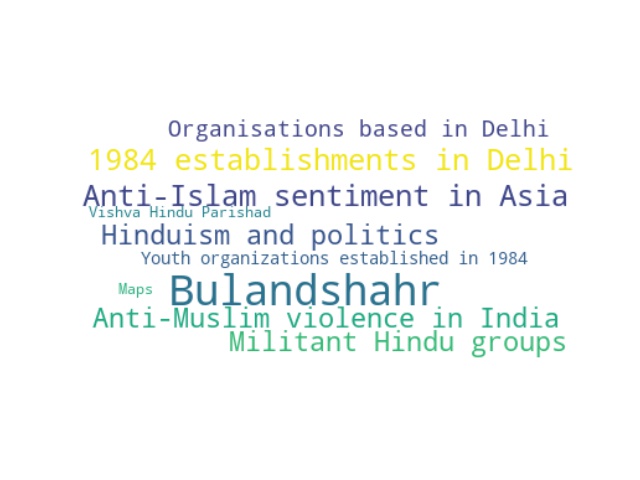 Organisations based in Delhi
1984 establishments in Delhi
Anti-Islam sentiment in Asia
Vishva Hindu Parishad
Hinduism and politics
Youth organizations established in 1984
Maps
Bulandshahr
Anti-Muslim violence in India
Militant Hindu groups